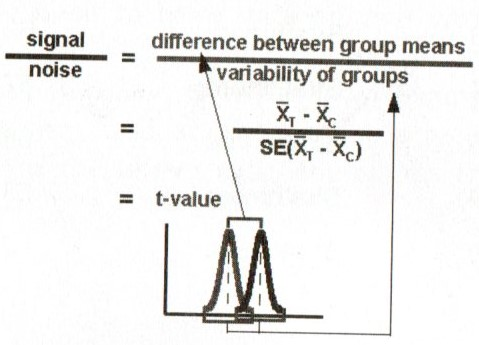 signal
noise
=
difference between group means
variability of groups
=
X̄T - X̄C
SE(X̄T - X̄C)
= t-value